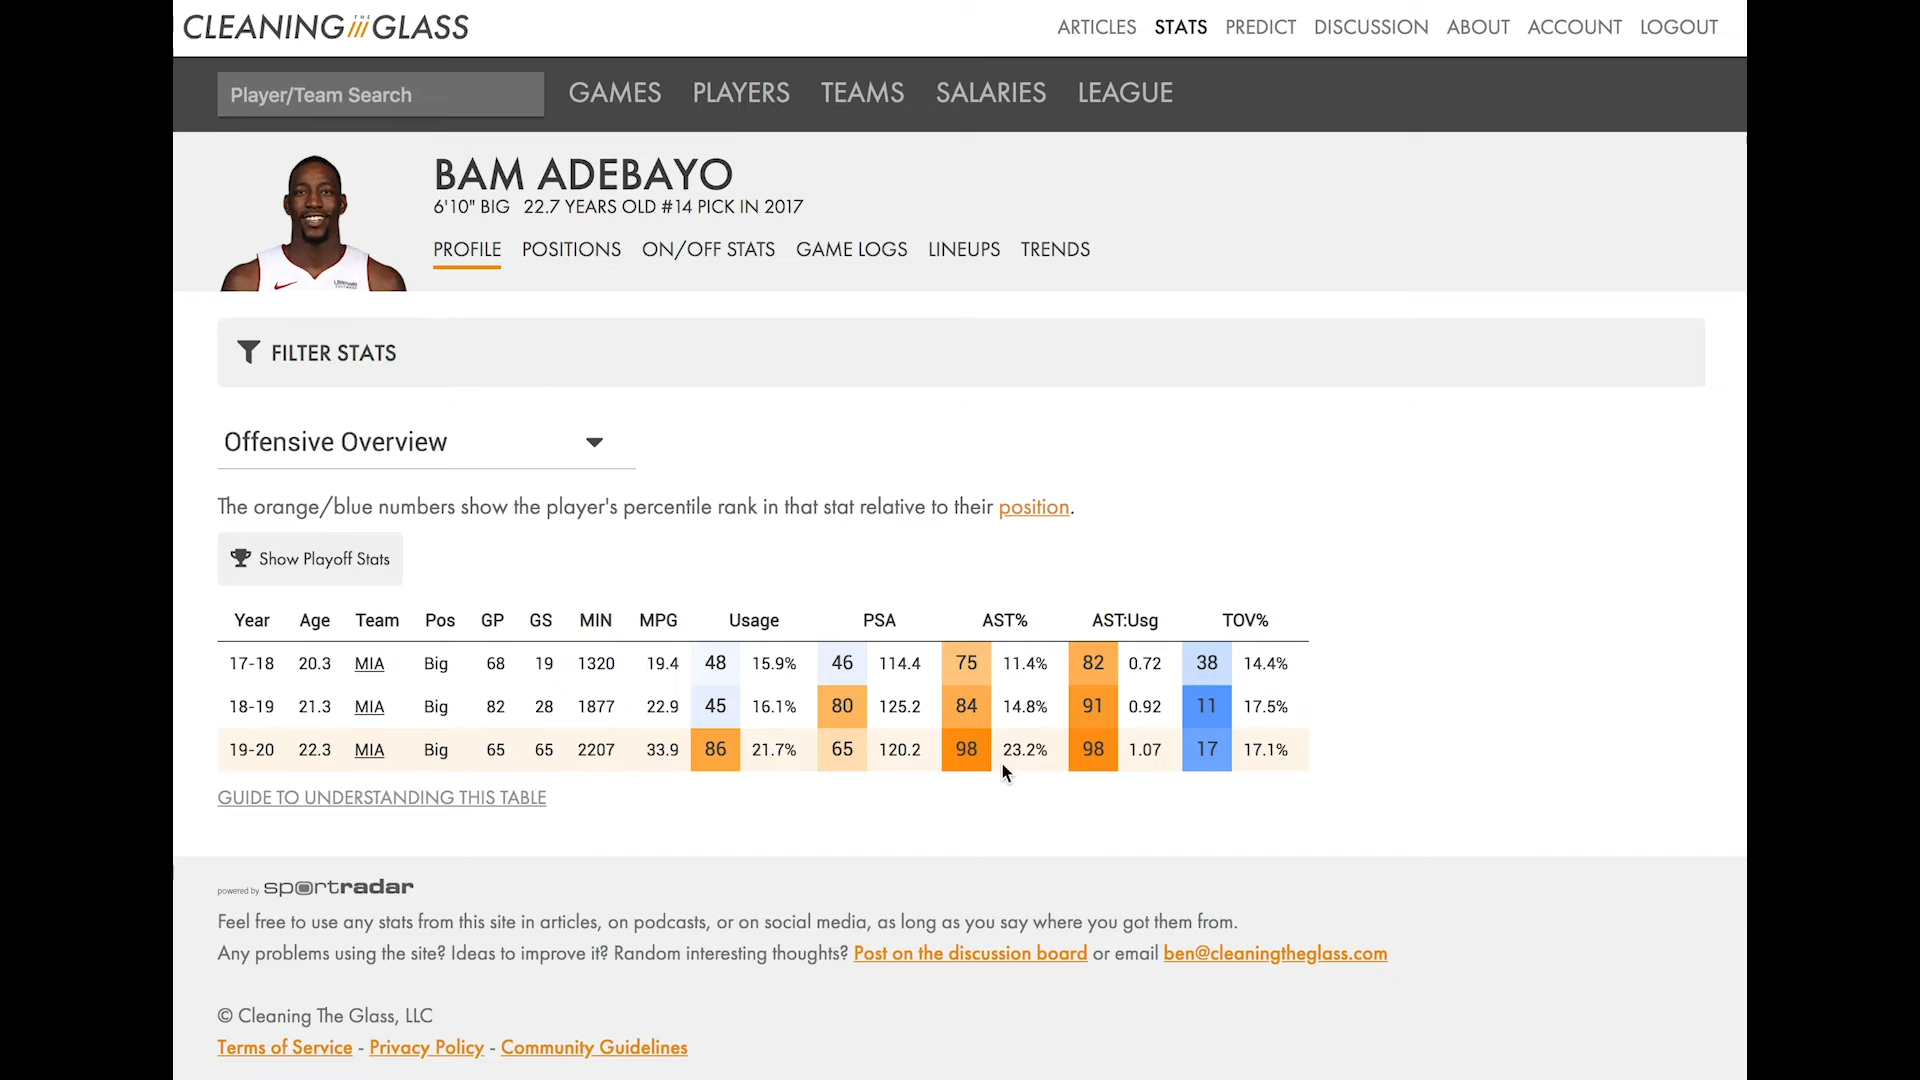 CLEANING THE GLASS
ARTICLES STATS PREDICT DISCUSSION ABOUT ACCOUNT LOGOUT
Player/Team Search GAMES PLAYERS TEAMS SALARIES LEAGUE
BAM ADEBAYO
6'10" BIG 22.7 YEARS OLD #14 PICK IN 2017
PROFILE POSITIONS ON/OFF STATS GAME LOGS LINEUPS TRENDS
FILTER STATS
Offensive Overview
The orange/blue numbers show the player's percentile rank in that stat relative to their position.
Show Playoff Stats
Year Age Team Pos GP GS MIN MPG Usage PSA AST% AST:Usg TOV%
17-18 20.3 MIA Big 68 19 1320 19.4 48 15.9% 46 114.4 75 11.4% 82 0.72 38 14.4%
18-19 21.3 MIA Big 82 28 1877 22.9 45 16.1% 80 125.2 84 14.8% 91 0.92 11 17.5%
19-20 22.3 MIA Big 65 65 2207 33.9 86 21.7% 65 120.2 98 23.2% 98 1.07 17 17.1%
GUIDE TO UNDERSTANDING THIS TABLE
powered by sportradar
Feel free to use any stats from this site in articles, on podcasts, or on social media, as long as you say where you got them from.
Any problems using the site? Ideas to improve it? Random interesting thoughts? Post on the discussion board or email ben@cleaningtheglass.com
© Cleaning The Glass, LLC
Terms of Service - Privacy Policy - Community Guidelines